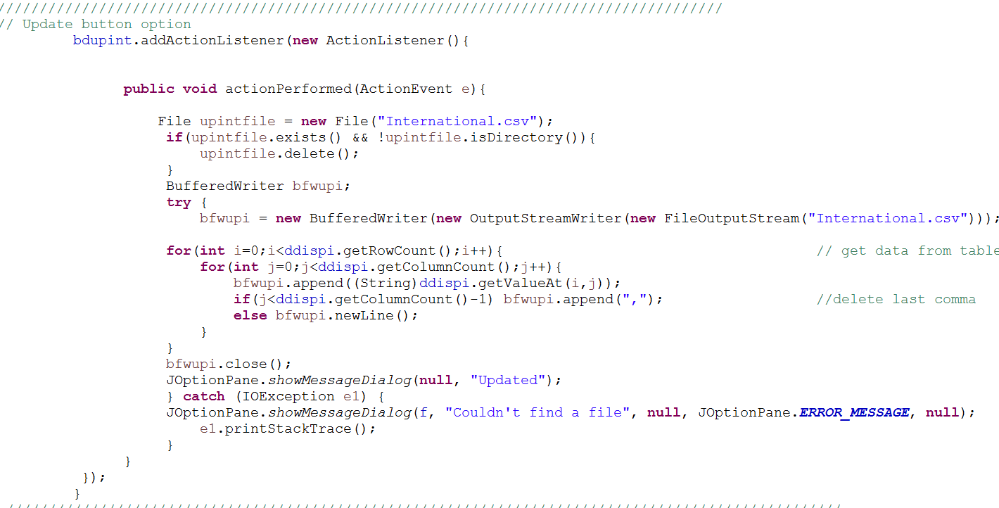 //////////////////////////////////////////////////////////////////////////////////////
// Update button option
bdupint.addActionListener(new ActionListener(){
public void actionPerformed(ActionEvent e){
File upintfile = new File("International.csv");
if(upintfile.exists() && !upintfile.isDirectory()){
upintfile.delete();
}
BufferedWriter bfwupi;
try {
bfwupi = new BufferedWriter(new OutputStreamWriter(new FileOutputStream("International.csv")));
for(int i=0;i<ddispi.getRowCount();i++){ // get data from table
for(int j=0;j<ddispi.getColumnCount();j++){
bfwupi.append((String)ddispi.getValueAt(i,j));
if(j<ddispi.getColumnCount()-1) bfwupi.append(","); //delete last comma
else bfwupi.newLine();
}
}
bfwupi.close();
JOptionPane.showMessageDialog(null, "Updated");
} catch (IOException e1) {
JOptionPane.showMessageDialog(f, "Couldn't find a file", null, JOptionPane.ERROR_MESSAGE, null);
e1.printStackTrace();
}
}
});
}
///////////////////////////////////////////////////////////////////////////////////////////////////